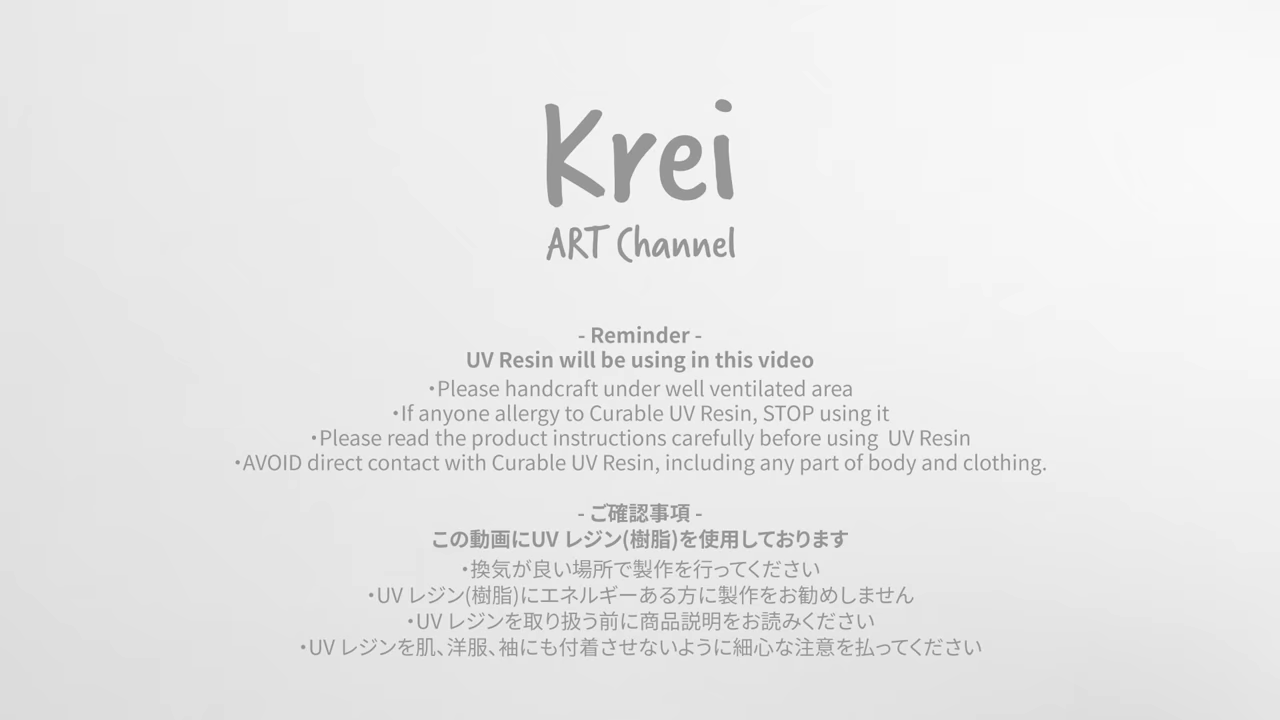 Krei
ART Channel
- Reminder -
UV Resin will be using in this video
・Please handcraft under well ventilated area
・If anyone allergy to Curable UV Resin, STOP using it
・Please read the product instructions carefully before using  UV Resin
・AVOID direct contact with Curable UV Resin, including any part of body and clothing.
- ご確認事項 -
この動画にUV レジン(樹脂)を使用しております
・換気が良い場所で製作を行ってください
・UV レジン(樹脂)にエネルギーある方に製作をお勧めしません
・UV レジンを取り扱う前に商品説明をお読みください
・UV レジンを肌、洋服、袖にも付着させないように細心な注意を払ってください